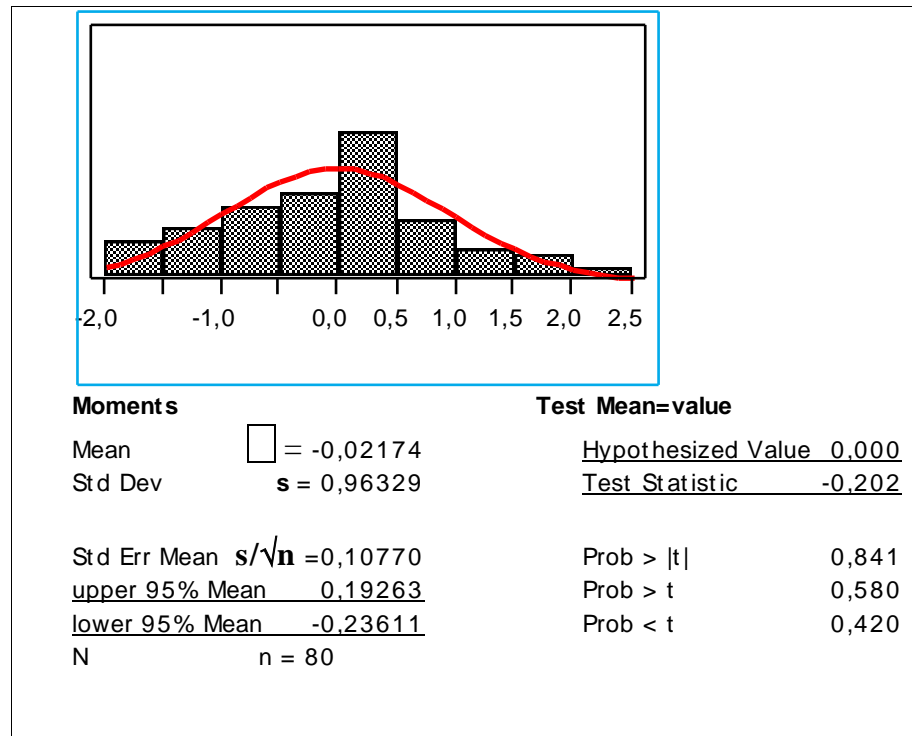 -2,0 -1,0 0,0 0,5 1,0 1,5 2,0 2,5
Moments
Mean = -0,02174
Std Dev s = 0,96329
Std Err Mean s/√n =0,10770
upper 95% Mean 0,19263
lower 95% Mean -0,23611
N n = 80
Test Mean=value
Hypothesized Value 0,000
Test Statistic -0,202
Prob > |t| 0,841
Prob > t 0,580
Prob < t 0,420